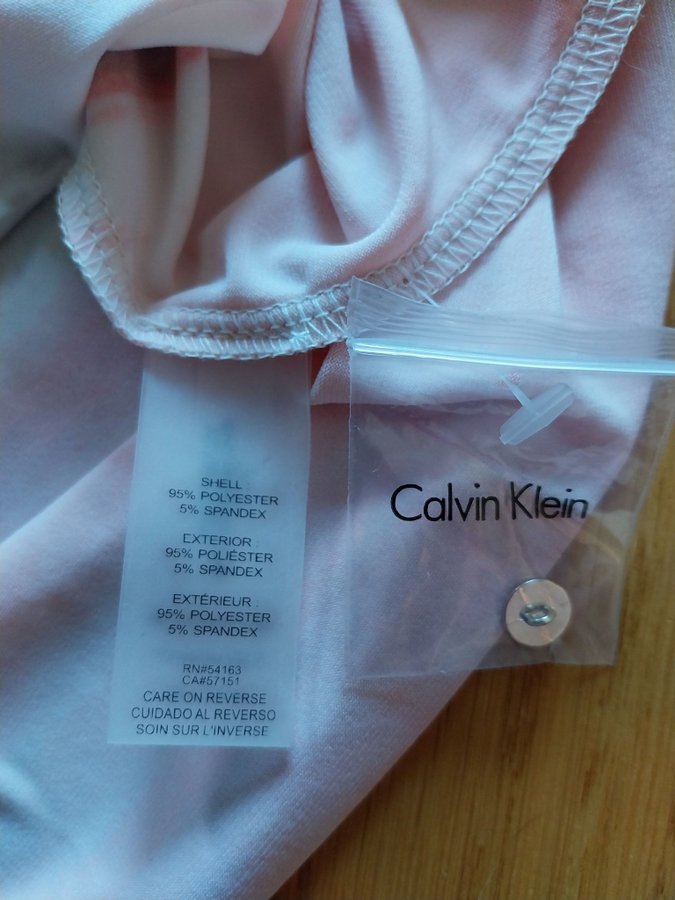 SHELL :
95% POLYESTER
5% SPANDEX
EXTERIOR :
95% POLIÉSTER
5% SPANDEX
EXTÉRIEUR :
95% POLYESTER
5% SPANDEX
RN#54163
CA#57151
CARE ON REVERSE
CUIDADO AL REVERSO
SOIN SUR L'INVERSE
Calvin Klein